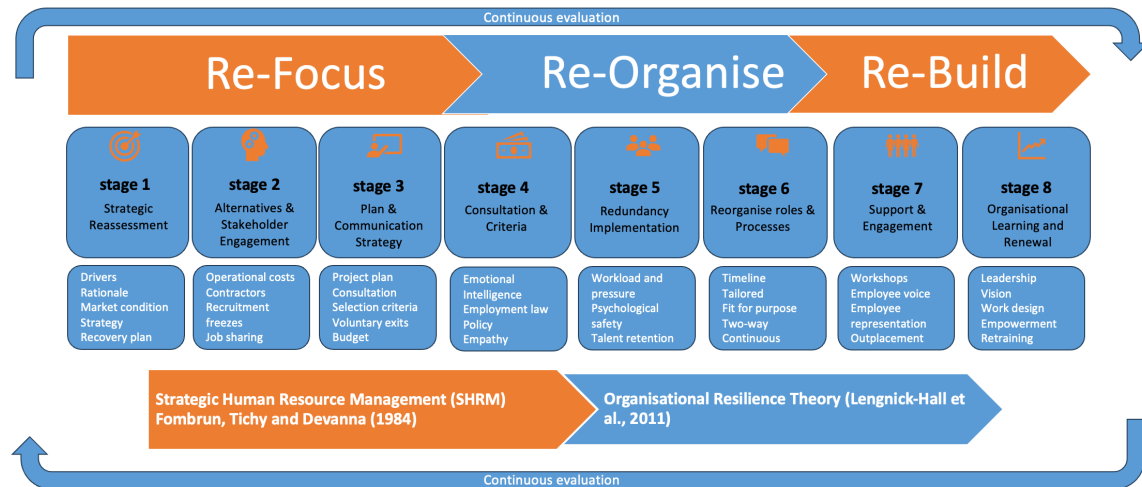 Continuous evaluation
Re-Focus
Re-Organise
Re-Build
stage 1
Strategic
Reassessment
stage 2
Alternatives &
Stakeholder
Engagement
stage 3
Plan &
Communication
Strategy
stage 4
Consultation &
Criteria
stage 5
Redundancy
Implementation
stage 6
Reorganise roles &
Processes
stage 7
Support &
Engagement
stage 8
Organisational
Learning and
Renewal
Drivers
Rationale
Market condition
Strategy
Recovery plan
Operational costs
Contractors
Recruitment
freezes
Job sharing
Project plan
Consultation
Selection criteria
Voluntary exits
Budget
Emotional
Intelligence
Employment law
Policy
Empathy
Workload and
pressure
Psychological
safety
Talent retention
Timeline
Tailored
Fit for purpose
Two-way
Continuous
Workshops
Employee voice
Employee
representation
Outplacement
Leadership
Vision
Work design
Empowerment
Retraining
Strategic Human Resource Management (SHRM)
Fombrun, Tichy and Devanna (1984)
Organisational Resilience Theory (Lengnick-Hall et
al., 2011)
Continuous evaluation